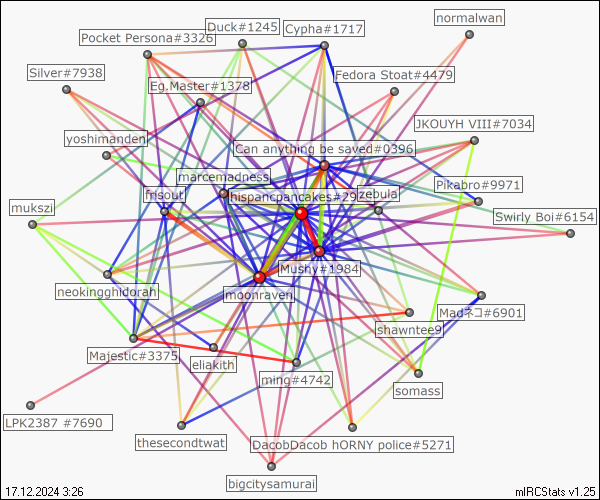 normalwan
Duck#1245
Cypha#1717
Pocket Persona#3326
Silver#7938
Fedora Stoat#4479
Eg.Master#1378
JKOUYH VIII#7034
yoshimanden
Can anything be saved#0396
marcemadness
Pikabro#9971
frisout
hispancpancakes#29
zebula
mukszi
Swirly Boi#6154
Mushy#1984
neokingghidorah
moonraven
Madネコ#6901
shawntee9
Majestic#3375
eliakith
ming#4742
somass
LPK2387 #7690
thesecondtwat
DacobDacob hORNY police#5271
bigcitysamurai
17.12.2024 3:26
mIRCStats v1.25